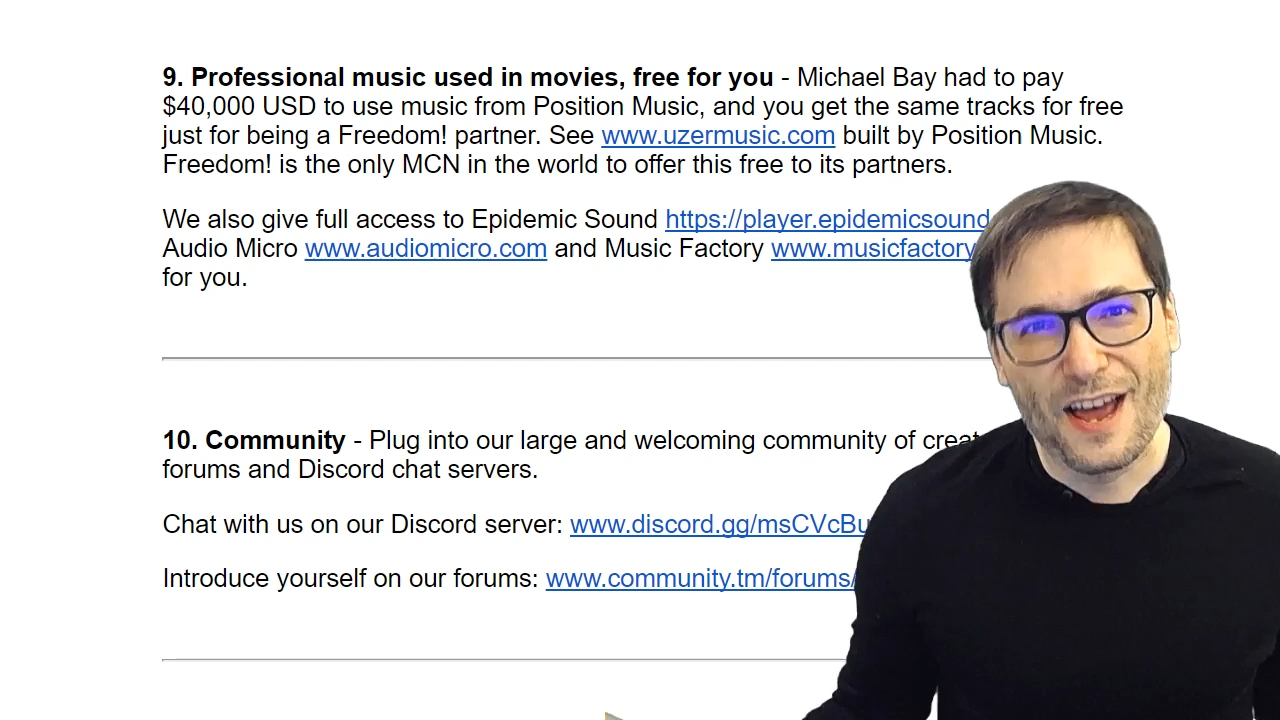 9. Professional music used in movies, free for you - Michael Bay had to pay
$40,000 USD to use music from Position Music, and you get the same tracks for free
just for being a Freedom! partner. See www.uzermusic.com built by Position Music.
Freedom! is the only MCN in the world to offer this free to its partners.
We also give full access to Epidemic Sound https://player.epidemicsound
Audio Micro www.audiomicro.com and Music Factory www.musicfactory
for you.
10. Community - Plug into our large and welcoming community of
forums and Discord chat servers.
Chat with us on our Discord server: www.discord.gg/msCVcBu
Introduce yourself on our forums: www.community.tm/forums/